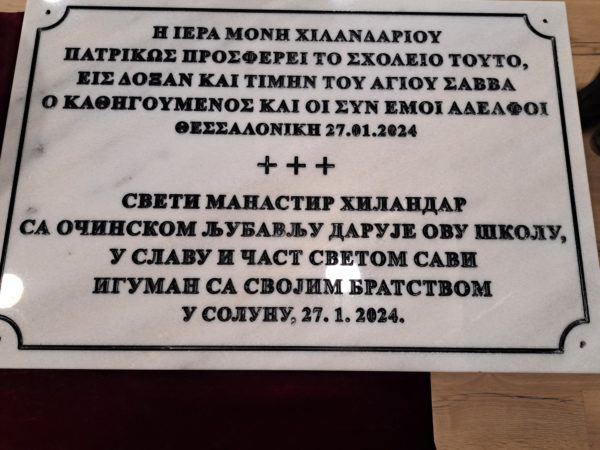 Η ΙΕΡΑ ΜΟΝΗ ΧΙΛΑΝΔΑΡΙΟΥ
ΠΑΤΡΙΚΩΣ ΠΡΟΣΦΕΡΕΙ ΤΟ ΣΧΟΛΕΙΟ ΤΟΥΤΟ,
ΕΙΣ ΔΟΞΑΝ ΚΑΙ ΤΙΜΗΝ ΤΟΥ ΑΓΙΟΥ ΣΑΒΒΑ
Ο ΚΑΘΗΓΟΥΜΕΝΟΣ ΚΑΙ ΟΙ ΣΥΝ ΕΜΟΙ ΑΔΕΛΦΟΙ
ΘΕΣΣΑΛΟΝΙΚΗ 27.01.2024
+ + +
СВЕТИ МАНАСТИР ХИЛАНДАР
СА ОЧИНСКОМ ЉУБАВЉУ ДАРУЈЕ ОВУ ШКОЛУ,
У СЛАВУ И ЧАСТ СВЕТОМ САВИ
ИГУМАН СА СВОЈИМ БРАТСТВОМ
У СОЛУНУ, 27. 1. 2024.